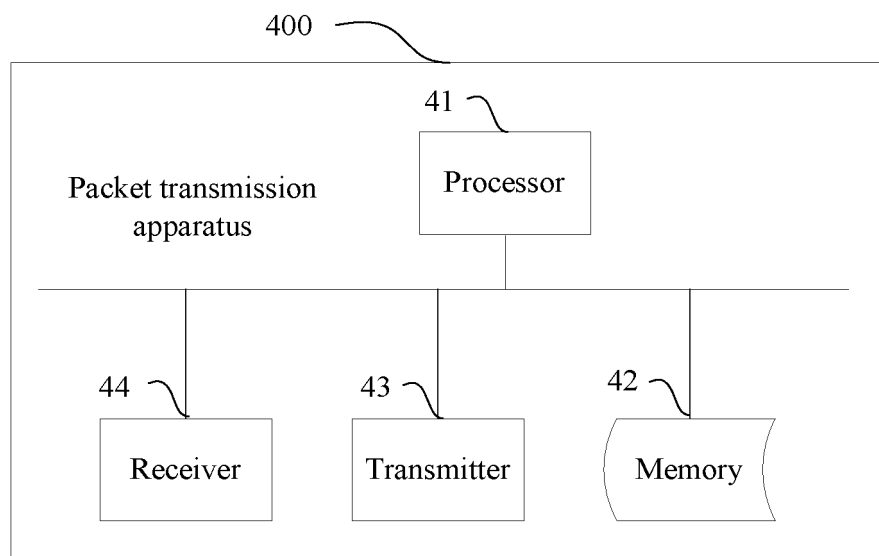 400
41
Processor
Packet transmission
apparatus
44
43
42
Receiver
Transmitter
Memory